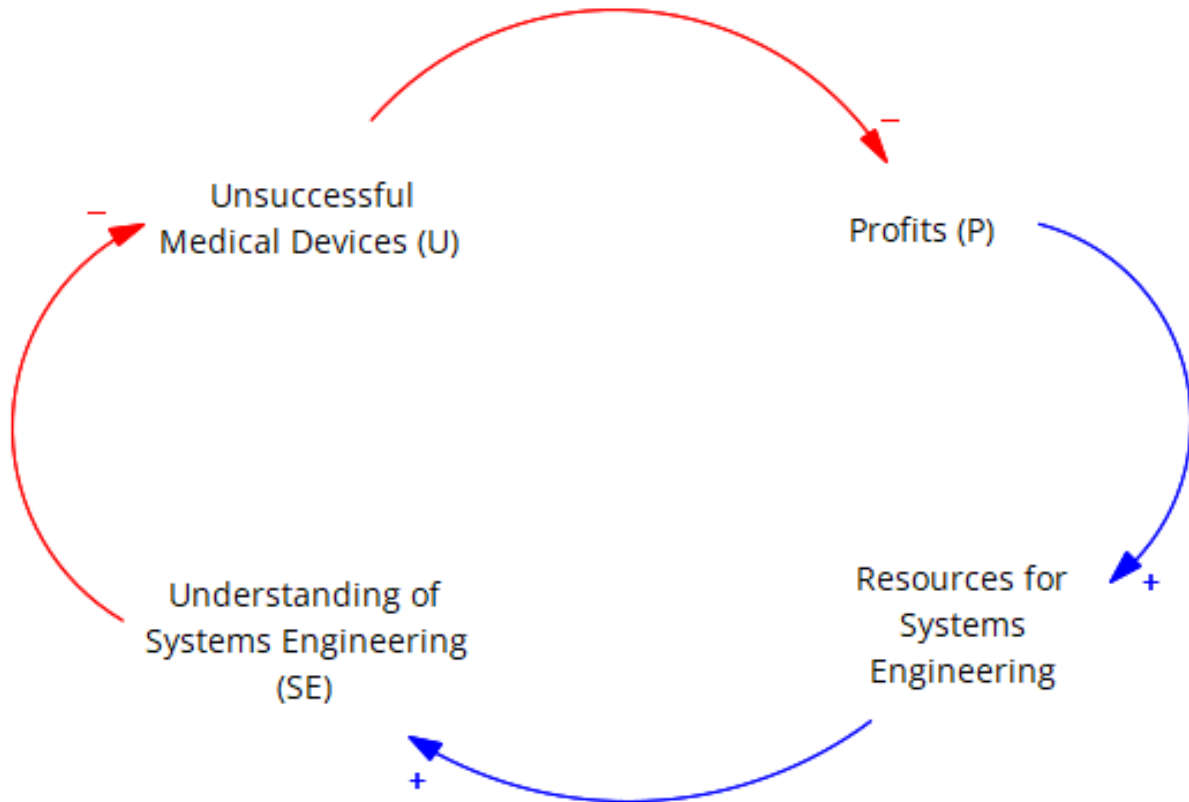 –
Unsuccessful
Medical Devices (U)
–
Profits (P)
Resources for
Systems
Engineering
+
Understanding of
Systems Engineering
(SE)
+